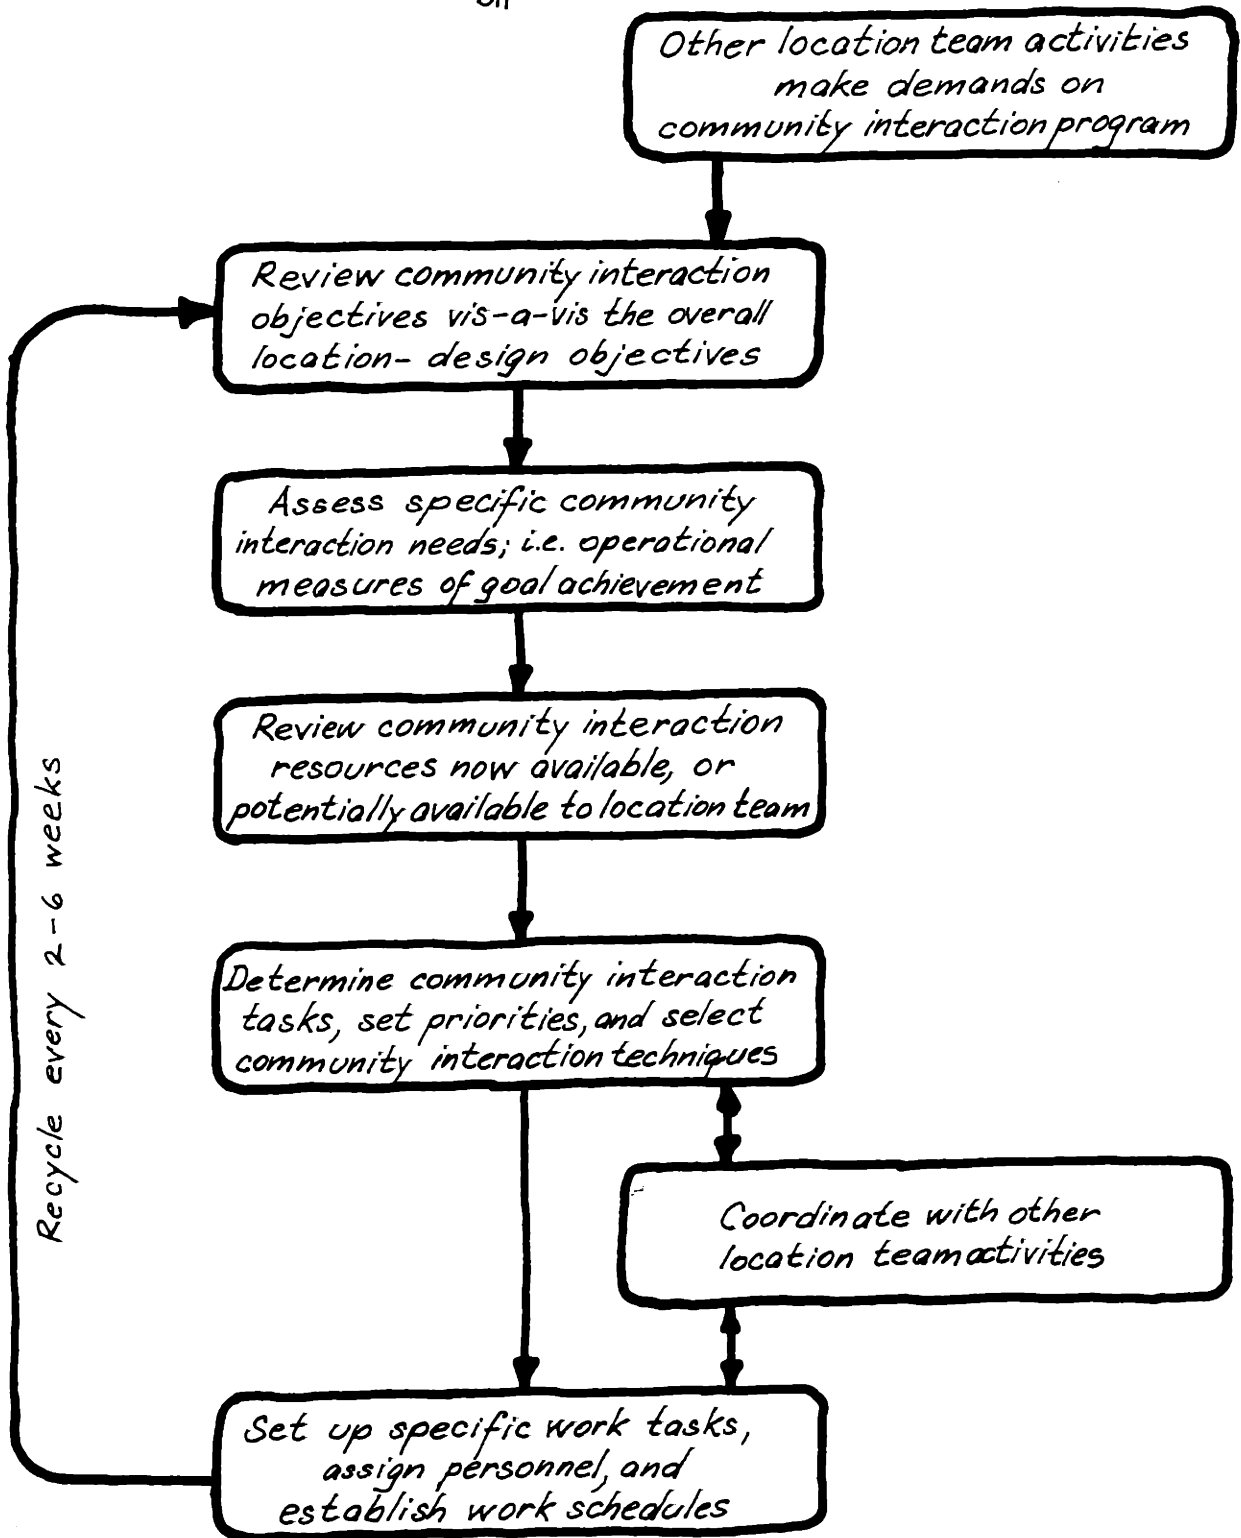 Other location team activities
make demands on
community interaction program
Review community interaction
objectives vis-a-vis the overall
location- design objectives
Assess specific community
interaction needs; i.e. operational
measures of goal achievement
Review community interaction
resources now available, or
potentially available to location team
Recycle every 2-6 weeks
Determine community interaction
tasks, set priorities, and select
community interaction techniques
Coordinate with other
location team activities
Set up specific work tasks,
assign personnel, and
establish work schedules